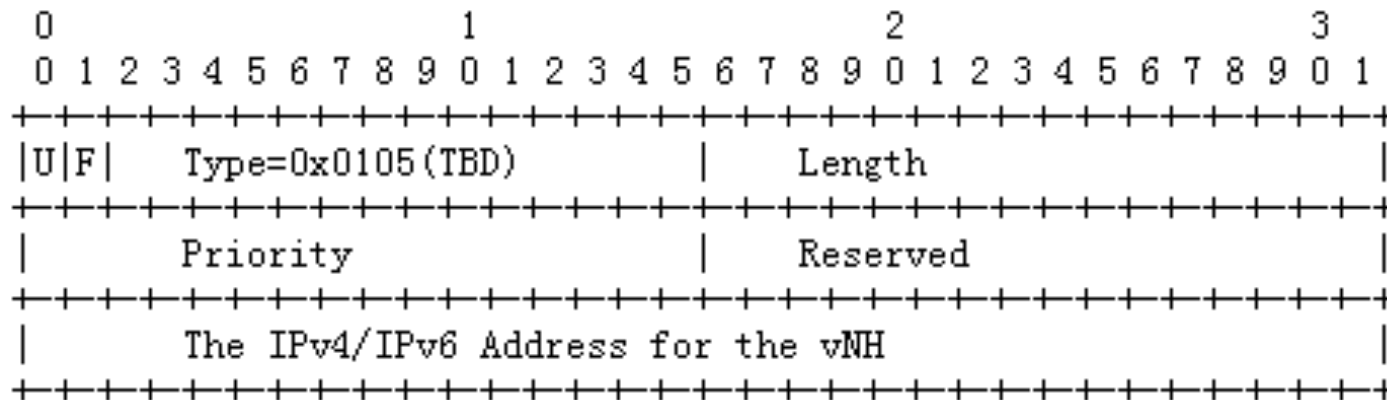 0                   1                   2                   3
 0 1 2 3 4 5 6 7 8 9 0 1 2 3 4 5 6 7 8 9 0 1 2 3 4 5 6 7 8 9 0 1
+-+-+-+-+-+-+-+-+-+-+-+-+-+-+-+-+-+-+-+-+-+-+-+-+-+-+-+-+-+-+-+-+
|U|F|   Type=0x0105(TBD)        |    Length                     |
+-+-+-+-+-+-+-+-+-+-+-+-+-+-+-+-+-+-+-+-+-+-+-+-+-+-+-+-+-+-+-+-+
|       Priority                |    Reserved                   |
+-+-+-+-+-+-+-+-+-+-+-+-+-+-+-+-+-+-+-+-+-+-+-+-+-+-+-+-+-+-+-+-+
|       The IPv4/IPv6 Address for the vNH                       |
+-+-+-+-+-+-+-+-+-+-+-+-+-+-+-+-+-+-+-+-+-+-+-+-+-+-+-+-+-+-+-+-+